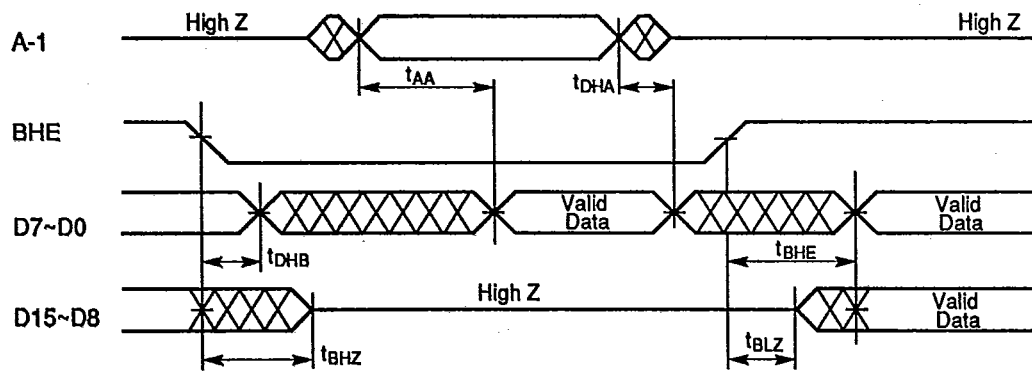 A-1 High Z High Z
tAA tDHA
BHE
D7~D0 Valid Data Valid Data
tDHB tBHE
D15~D8 High Z Valid Data
tBHZ tBLZ